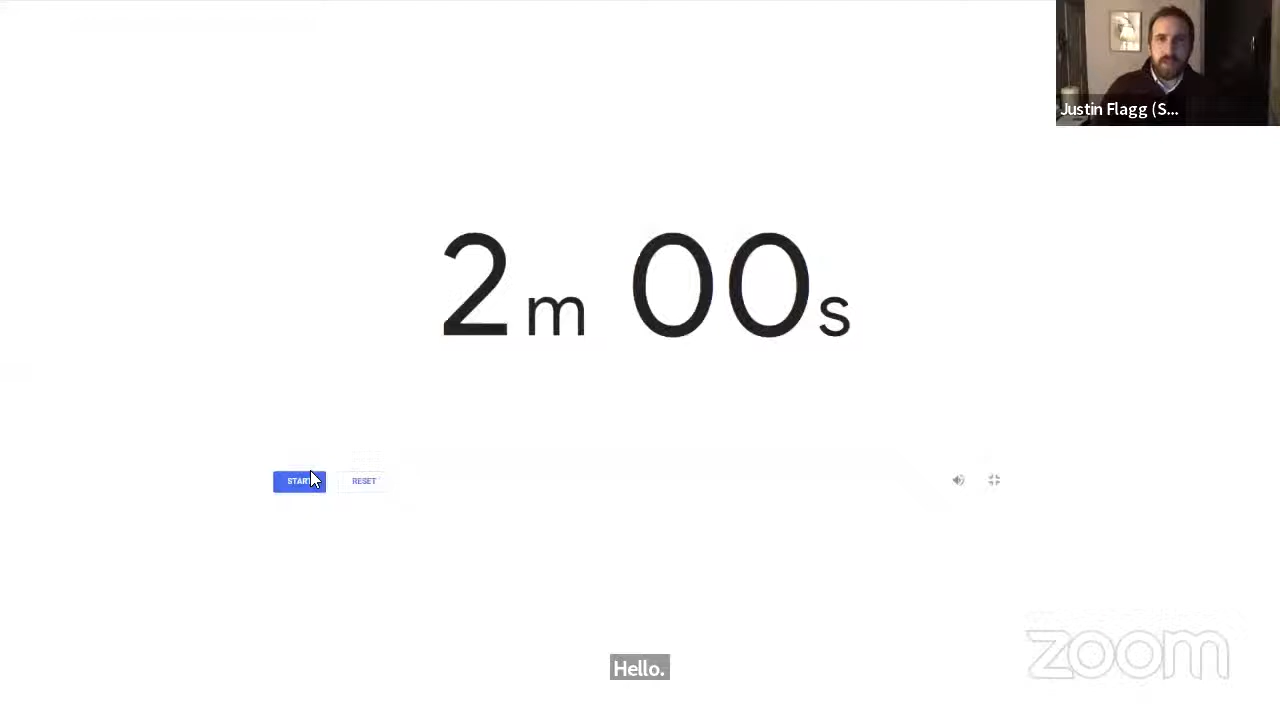 Justin Flagg (S...
2m 00s
START
RESET
Hello.
zoom